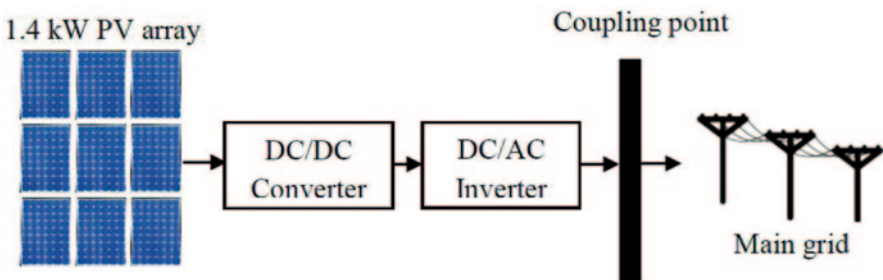 1.4 kW PV array
Coupling point
DC/DC
Converter
DC/AC
Inverter
Main grid